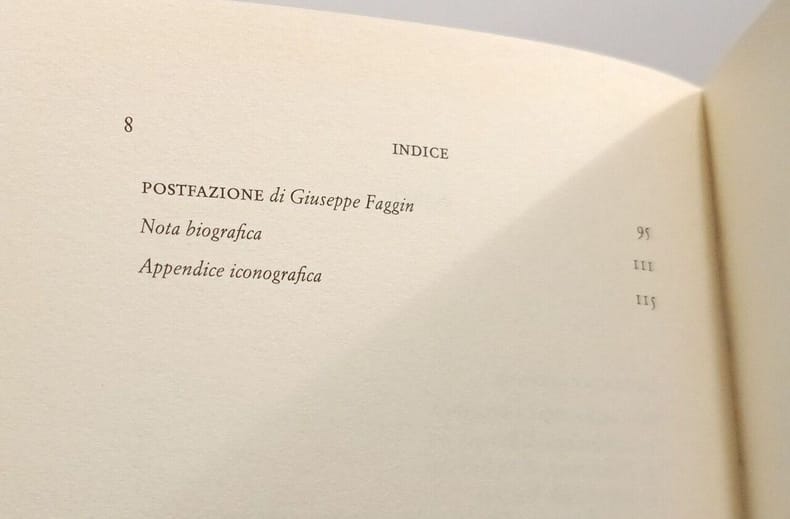 8
INDICE
POSTFAZIONE di Giuseppe Faggin 95
Nota biografica 111
Appendice iconografica 115